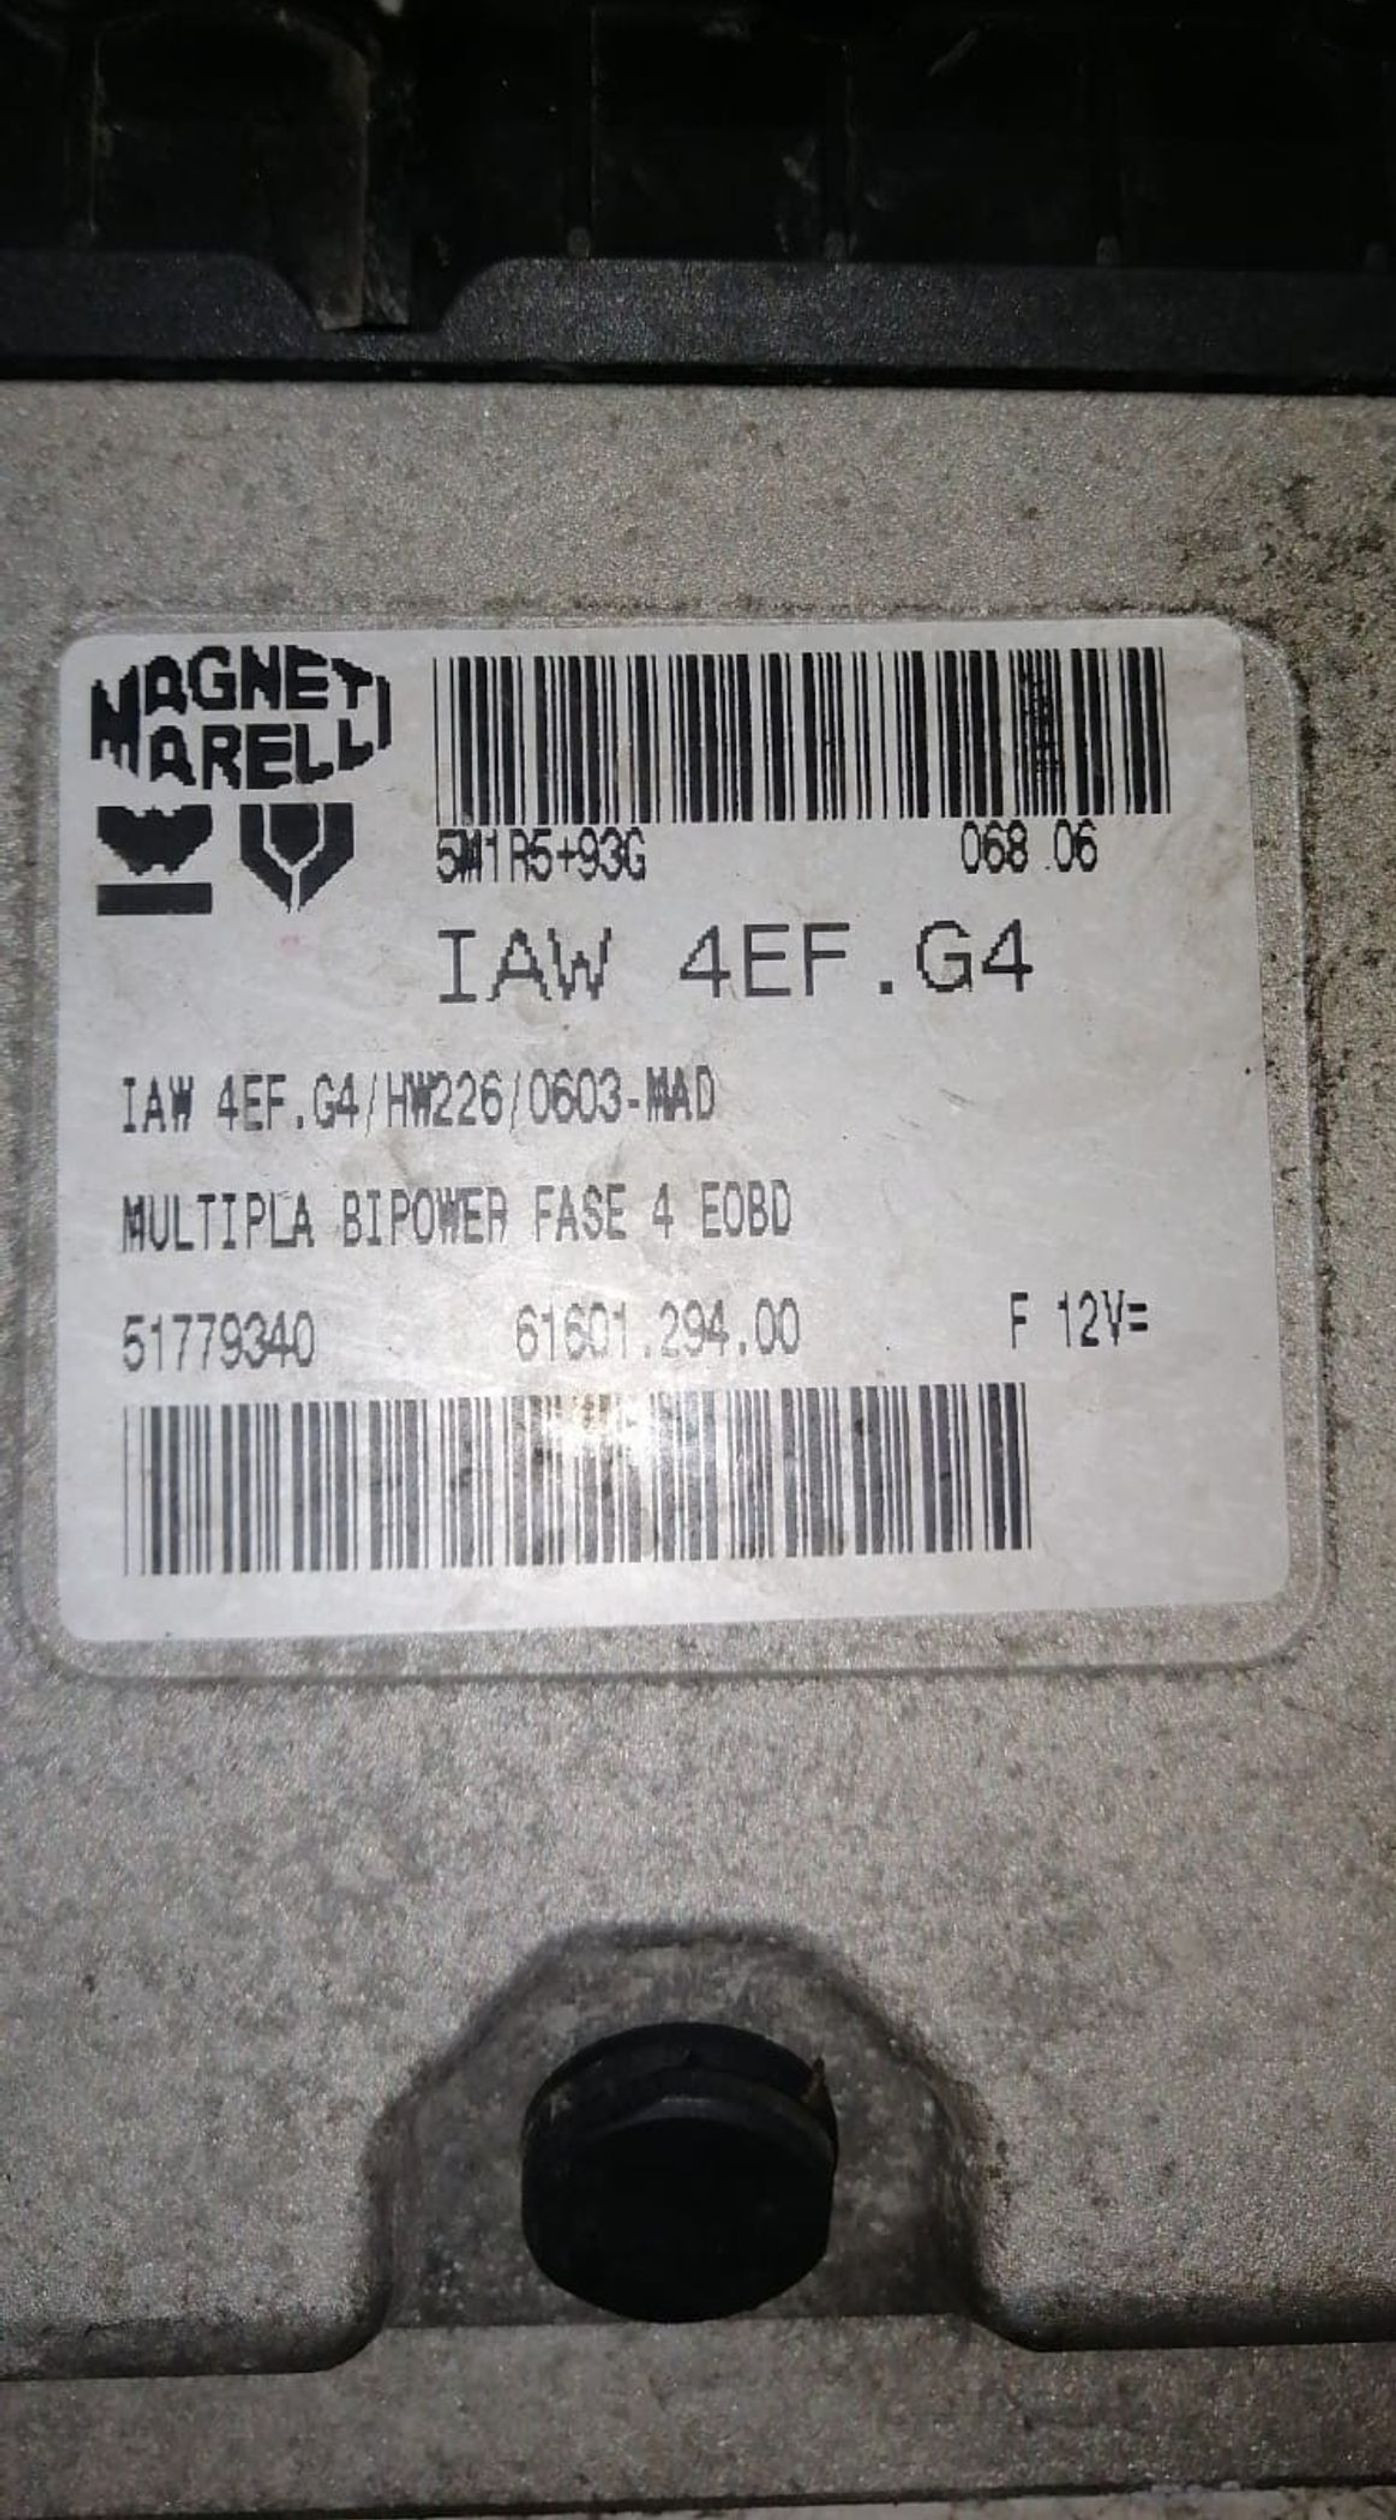 MAGNETI
MARELLI
5M1R5+93G 068 06
IAW 4EF.G4
IAW 4EF.G4/HW226/0603-MAD
MULTIPLA BIPOWER FASE 4 EOBD
51779340 61601.294.00 F 12V=